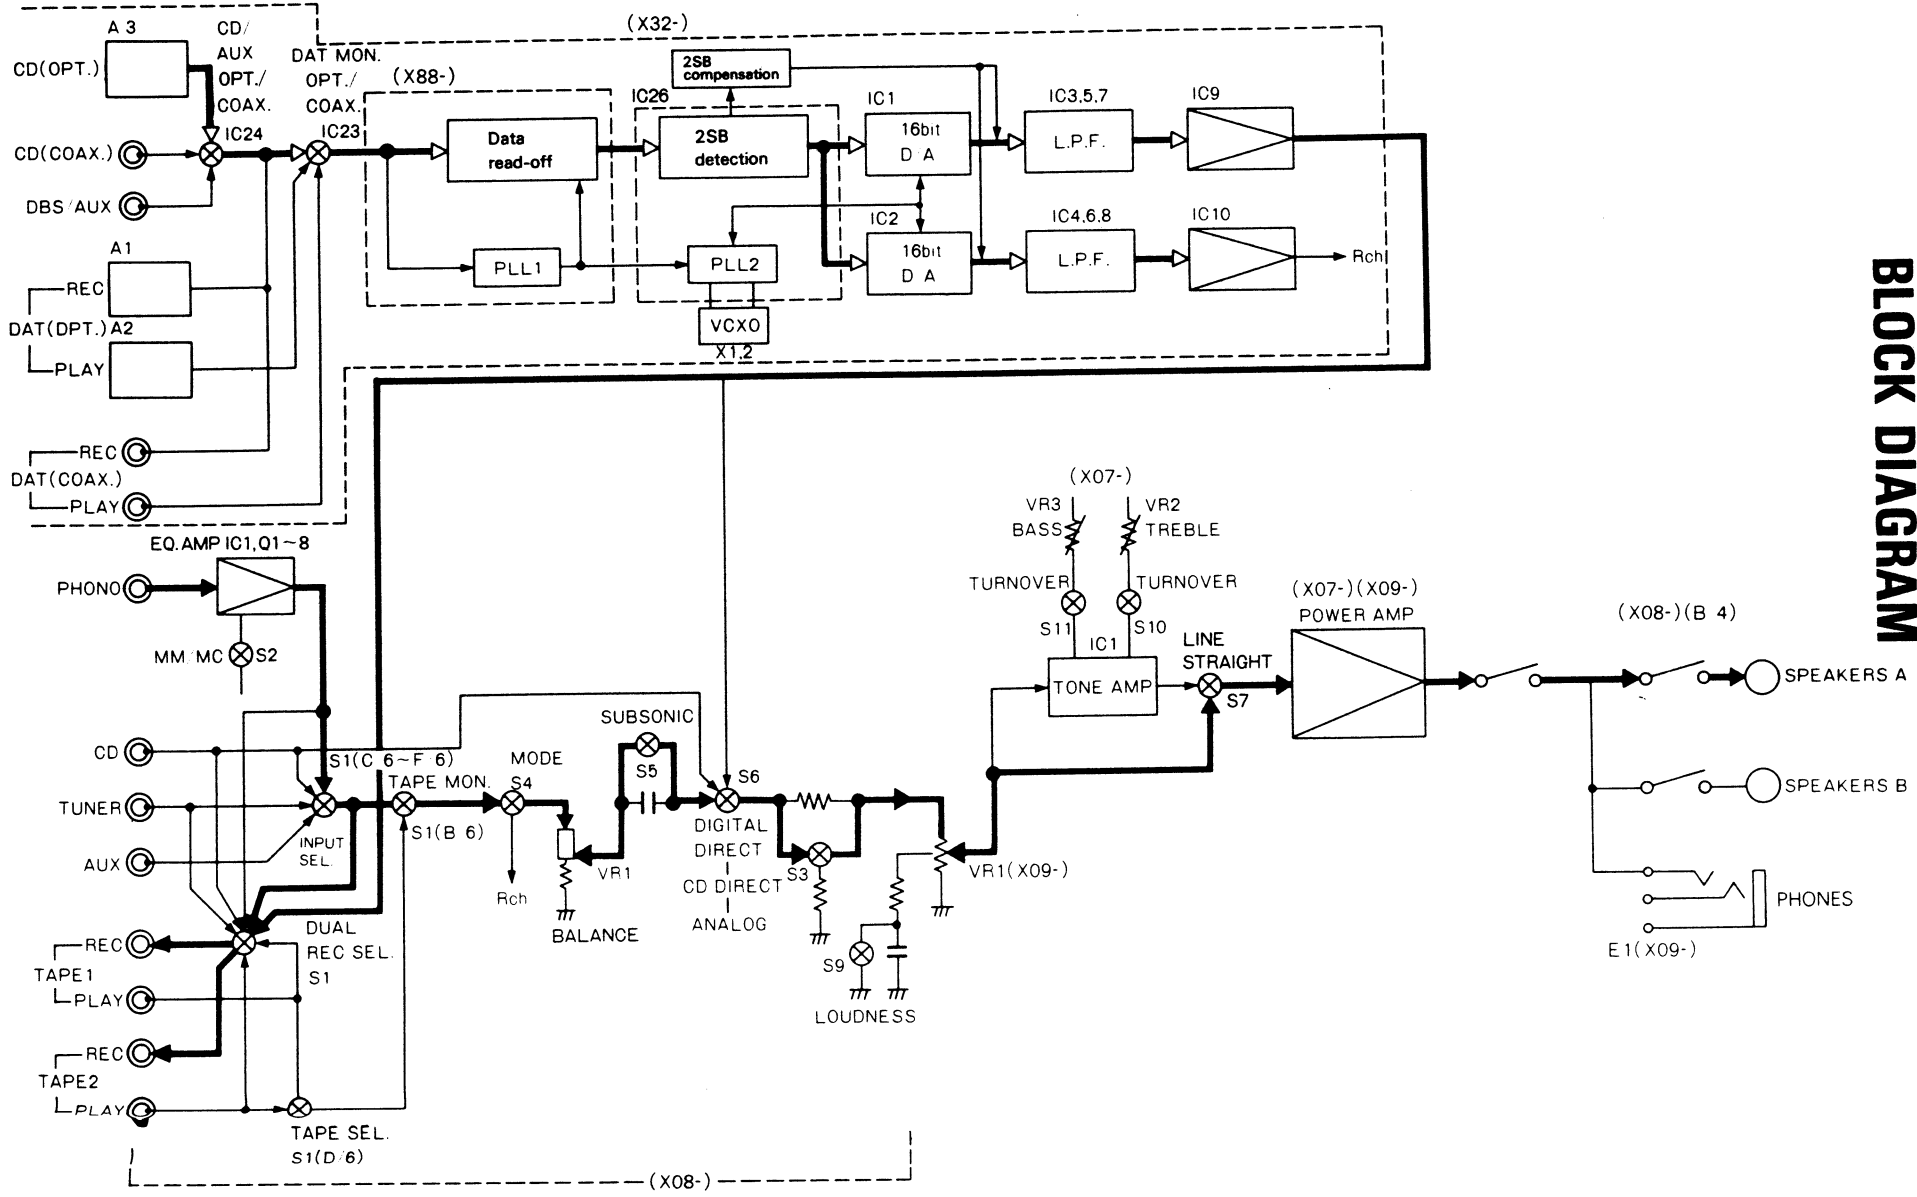 (X32-)
A 3
CD/
AUX
OPT./
COAX.
DAT MON.
OPT./
COAX.
(X88-)
CD(OPT.)
2SB
compensation
IC26
IC1
IC3,5,7
IC9
IC24
IC23
Data
read-off
2SB
detection
16bit
D/A
L.P.F.
CD(COAX.)
DBS/AUX
A1
IC2
IC4,6,8
IC10
REC
PLL1
PLL2
16bit
D A
L.P.F.
Rch
DAT(DPT.)
A2
VCXO
X1,2
PLAY
REC
DAT(COAX.)
PLAY
BLOCK DIAGRAM
(X07-)
VR3
BASS
VR2
TREBLE
EQ.AMP IC1,Q1~8
PHONO
MM/MC
S2
TURNOVER
TURNOVER
S11
S10
IC1
TONE AMP
LINE
STRAIGHT
S7
(X07-)(X09-)
POWER AMP
(X08-)(B 4)
SPEAKERS A
SUBSONIC
S5
CD
S1(C 6~F 6)
TAPE MON.
MODE
S4
S6
TUNER
S1(B 6)
INPUT
SEL.
DIGITAL
DIRECT
CD DIRECT
ANALOG
SPEAKERS B
AUX
Rch
VR1
S3
VR1(X09-)
BALANCE
PHONES
E1(X09-)
DUAL
REC SEL.
S1
REC
TAPE1
PLAY
S9
LOUDNESS
REC
TAPE2
PLAY
TAPE SEL.
S1(D/6)
(X08-)